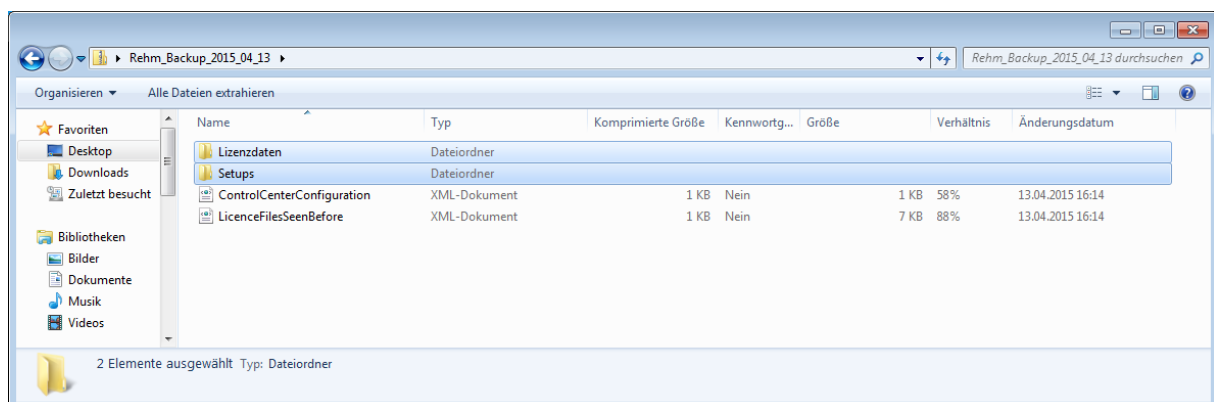 Rehm_Backup_2015_04_13
Rehm_Backup_2015_04_13 durchsuchen
Organisieren Alle Dateien extrahieren
Favoriten
Desktop
Downloads
Zuletzt besucht
Bibliotheken
Bilder
Dokumente
Musik
Videos
Name Typ Komprimierte Größe Kennwortg... Größe Verhältnis Änderungsdatum
Lizenzdaten Dateiordner
Setups Dateiordner
ControlCenterConfiguration XML-Dokument 1 KB Nein 1 KB 58% 13.04.2015 16:14
LicenceFilesSeenBefore XML-Dokument 1 KB Nein 7 KB 88% 13.04.2015 16:14
2 Elemente ausgewählt Typ: Dateiordner